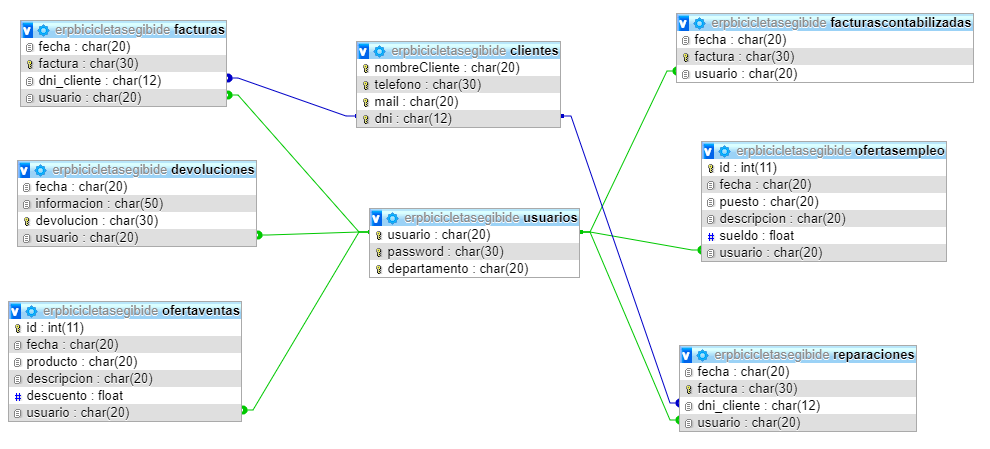 erpbicicletasegibide facturas
fecha : char(20)
factura : char(30)
dni_cliente : char(12)
usuario : char(20)
erpbicicletasegibide clientes
nombreCliente : char(20)
telefono : char(30)
mail : char(20)
dni : char(12)
erpbicicletasegibide facturascontabilizadas
fecha : char(20)
factura : char(30)
usuario : char(20)
erpbicicletasegibide devoluciones
fecha : char(20)
informacion : char(50)
devolucion : char(30)
usuario : char(20)
erpbicicletasegibide usuarios
usuario : char(20)
password : char(30)
departamento : char(20)
erpbicicletasegibide ofertasempleo
id : int(11)
fecha : char(20)
puesto : char(20)
descripcion : char(20)
# sueldo : float
usuario : char(20)
erpbicicletasegibide ofertaventas
id : int(11)
fecha : char(20)
producto : char(20)
descripcion : char(20)
# descuento : float
usuario : char(20)
erpbicicletasegibide reparaciones
fecha : char(20)
factura : char(30)
dni_cliente : char(12)
usuario : char(20)